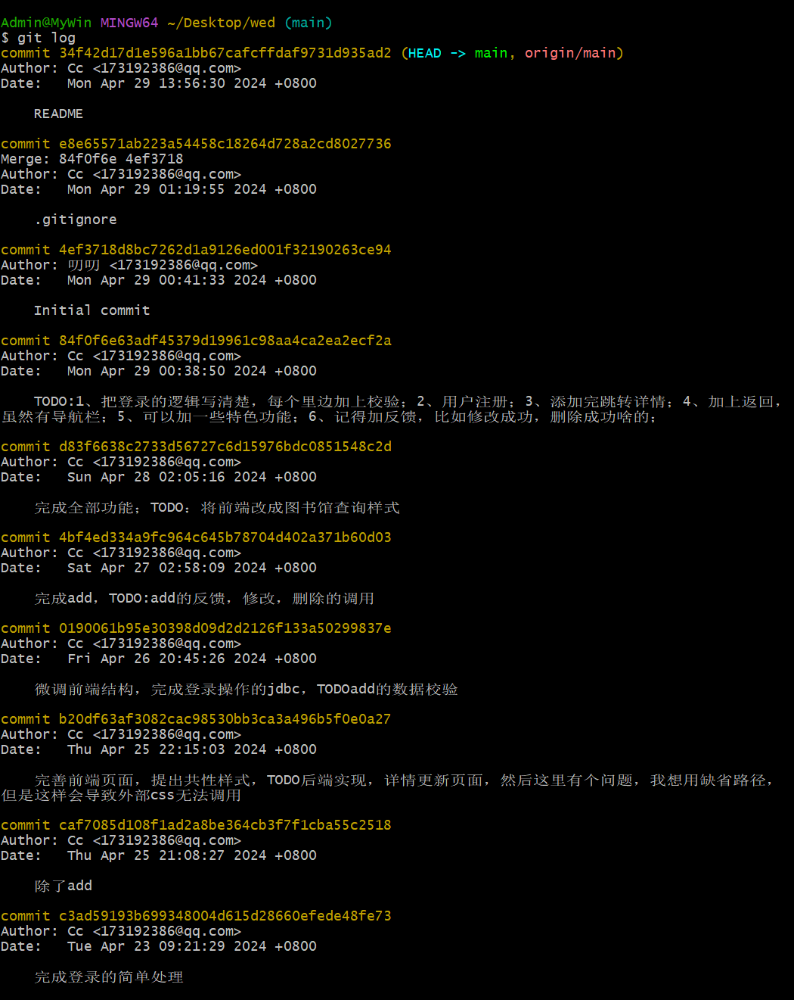 Admin@MyWin MINGW64 ~/Desktop/wed (main)
$ git log
commit 34f42d17d1e596a1bb67cafcffdaf9731d935ad2 (HEAD -> main, origin/main)
Author: Cc <173192386@qq.com>
Date:   Mon Apr 29 13:56:30 2024 +0800
README
commit e8e65571ab223a54458c18264d728a2cd8027736
Merge: 84f0f6e 4ef3718
Author: Cc <173192386@qq.com>
Date:   Mon Apr 29 01:19:55 2024 +0800
.gitignore
commit 4ef3718d8bc7262d1a9126ed001f32190263ce94
Author: 叨叨 <173192386@qq.com>
Date:   Mon Apr 29 00:41:33 2024 +0800
Initial commit
commit 84f0f6e63adf45379d19961c98aa4ca2ea2ecf2a
Author: Cc <173192386@qq.com>
Date:   Mon Apr 29 00:38:50 2024 +0800
TODO:1、把登录的逻辑写清楚，每个里边加上校验；2、用户注册；3、添加完跳转详情；4、加上返回，
虽然有导航栏；5、可以加一些特色功能；6、记得加反馈，比如修改成功，删除成功啥的；
commit d83f6638c2733d56727c6d15976bdc0851548c2d
Author: Cc <173192386@qq.com>
Date:   Sun Apr 28 02:05:16 2024 +0800
完成全部功能；TODO：将前端改成图书馆查询样式
commit 4bf4ed334a9fc964c645b78704d402a371b60d03
Author: Cc <173192386@qq.com>
Date:   Sat Apr 27 02:58:09 2024 +0800
完成add，TODO:add的反馈，修改，删除的调用
commit 0190061b95e30398d09d2d2126f133a50299837e
Author: Cc <173192386@qq.com>
Date:   Fri Apr 26 20:45:26 2024 +0800
微调前端结构，完成登录操作的jdbc，TODOadd的数据校验
commit b20df63af3082cac98530bb3ca3a496b5f0e0a27
Author: Cc <173192386@qq.com>
Date:   Thu Apr 25 22:15:03 2024 +0800
完善前端页面，提出共性样式，TODO后端实现，详情更新页面，然后这里有个问题，我想用缺省路径，
但是这样会导致外部css无法调用
commit caf7085d108f1ad2a8be364cb3f7f1cba55c2518
Author: Cc <173192386@qq.com>
Date:   Thu Apr 25 21:08:27 2024 +0800
除了add
commit c3ad59193b699348004d615d28660efede48fe73
Author: Cc <173192386@qq.com>
Date:   Tue Apr 23 09:21:29 2024 +0800
完成登录的简单处理